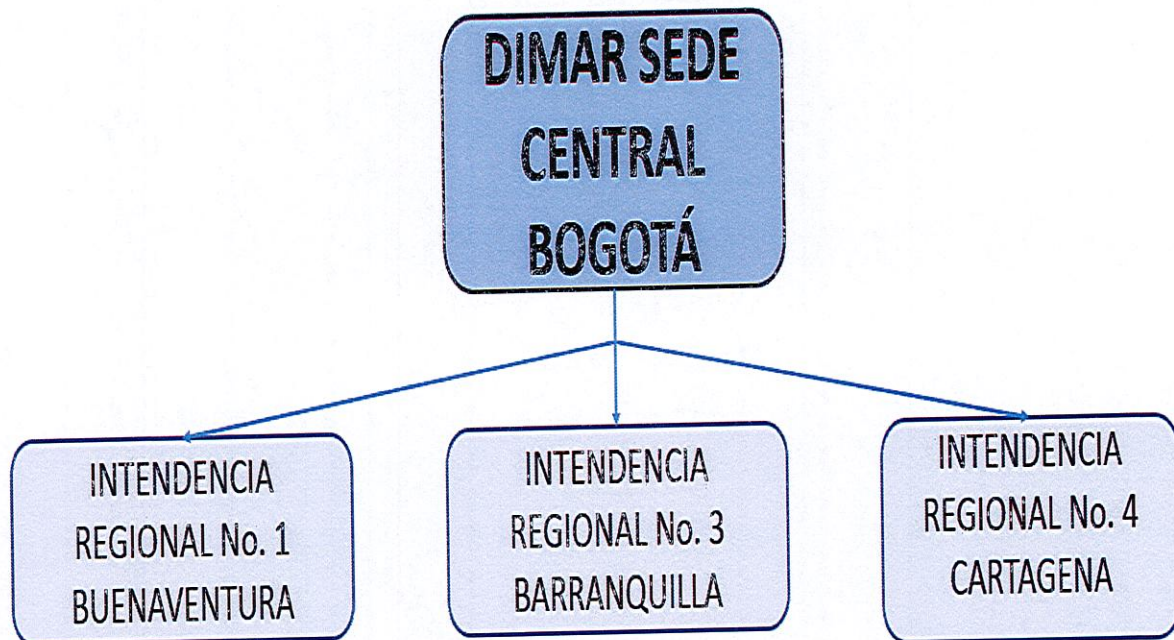 DIMAR SEDE
CENTRAL
BOGOTÁ
INTENDENCIA
REGIONAL No. 1
BUENAVENTURA
INTENDENCIA
REGIONAL No. 3
BARRANQUILLA
INTENDENCIA
REGIONAL No. 4
CARTAGENA